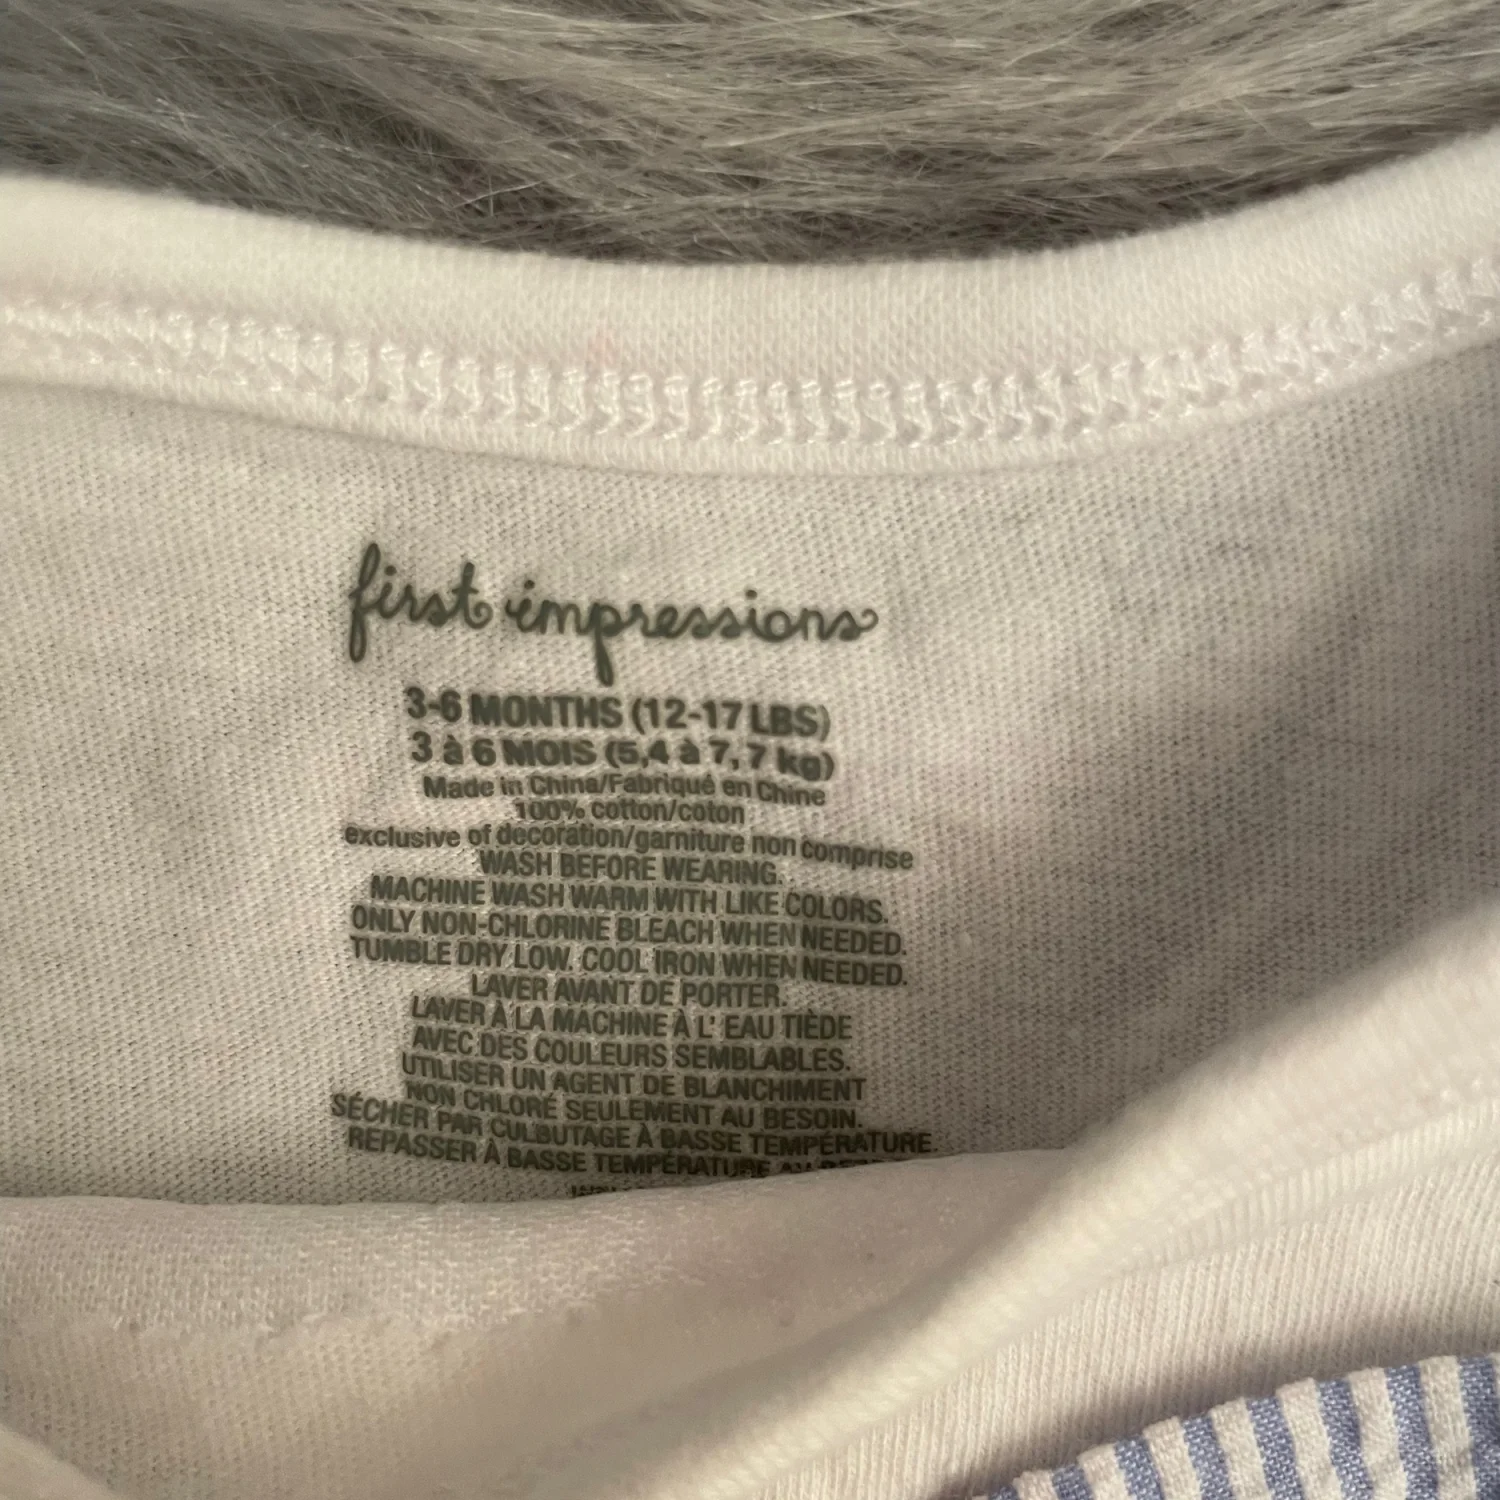 first impressions
3-6 MONTHS (12-17 LBS)
3 à 6 MOIS (5,4 à 7,7 kg)
Made in China/Fabriqué en Chine
100% cotton/coton
exclusive of decoration/garniture non comprise
WASH BEFORE WEARING.
MACHINE WASH WARM WITH LIKE COLORS.
ONLY NON-CHLORINE BLEACH WHEN NEEDED.
TUMBLE DRY LOW. COOL IRON WHEN NEEDED.
LAVER AVANT DE PORTER.
LAVER À LA MACHINE À L' EAU TIÈDE
AVEC DES COULEURS SEMBLABLES.
UTILISER UN AGENT DE BLANCHIMENT
NON CHLORÉ SEULEMENT AU BESOIN.
SÉCHER PAR CULBUTAGE À BASSE TEMPÉRATURE.
REPASSER À BASSE TEMPÉRATURE AU